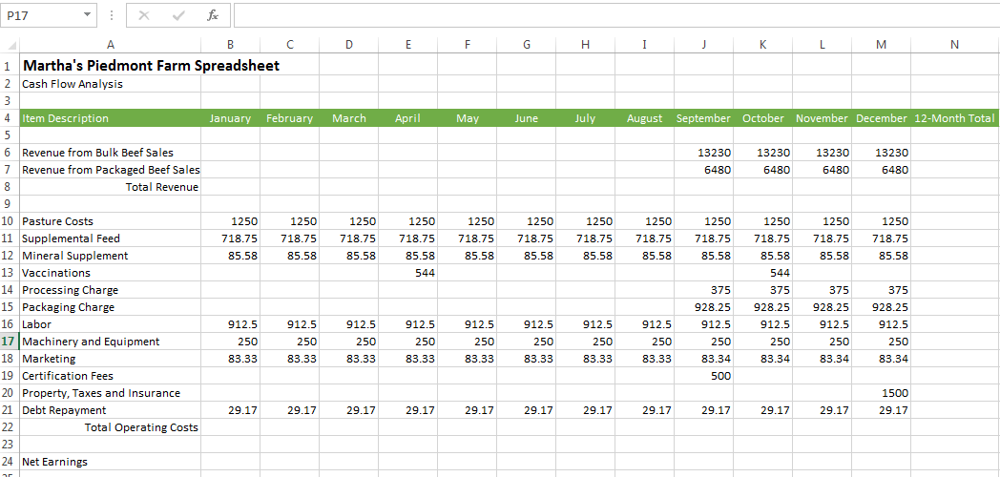 P17 fx
A B C D E F G H I J K L M N
1 Martha's Piedmont Farm Spreadsheet
2 Cash Flow Analysis
3
4 Item Description January February March April May June July August September October November December 12-Month Total
5
6 Revenue from Bulk Beef Sales 13230 13230 13230 13230
7 Revenue from Packaged Beef Sales 6480 6480 6480 6480
8 Total Revenue
9
10 Pasture Costs 1250 1250 1250 1250 1250 1250 1250 1250 1250 1250 1250 1250
11 Supplemental Feed 718.75 718.75 718.75 718.75 718.75 718.75 718.75 718.75 718.75 718.75 718.75 718.75
12 Mineral Supplement 85.58 85.58 85.58 85.58 85.58 85.58 85.58 85.58 85.58 85.58 85.58 85.58
13 Vaccinations 544 544
14 Processing Charge 375 375 375 375
15 Packaging Charge 928.25 928.25 928.25 928.25
16 Labor 912.5 912.5 912.5 912.5 912.5 912.5 912.5 912.5 912.5 912.5 912.5 912.5
17 Machinery and Equipment 250 250 250 250 250 250 250 250 250 250 250 250
18 Marketing 83.33 83.33 83.33 83.33 83.33 83.33 83.33 83.33 83.34 83.34 83.34 83.34
19 Certification Fees 500
20 Property, Taxes and Insurance 1500
21 Debt Repayment 29.17 29.17 29.17 29.17 29.17 29.17 29.17 29.17 29.17 29.17 29.17 29.17
22 Total Operating Costs
23
24 Net Earnings